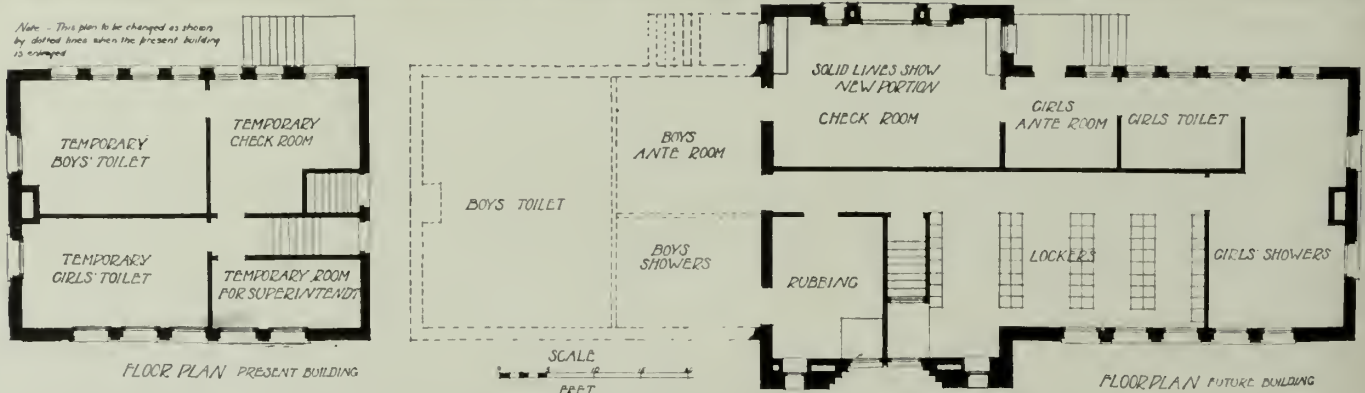 Note - This plan to be changed as shown
by dotted lines when the present building
is enlarged
TEMPORARY
BOYS' TOILET
TEMPORARY
CHECK ROOM
TEMPORARY
GIRLS' TOILET
TEMPORARY ROOM
FOR SUPERINTENDT
FLOOR PLAN PRESENT BUILDING
SOLID LINES SHOW
NEW PORTION
CHECK ROOM
BOYS
ANTE ROOM
GIRLS
ANTE ROOM
GIRLS TOILET
BOYS TOILET
BOYS
SHOWERS
RUBBING
LOCKERS
GIRLS' SHOWERS
SCALE
FEET
FLOOR PLAN FUTURE BUILDING